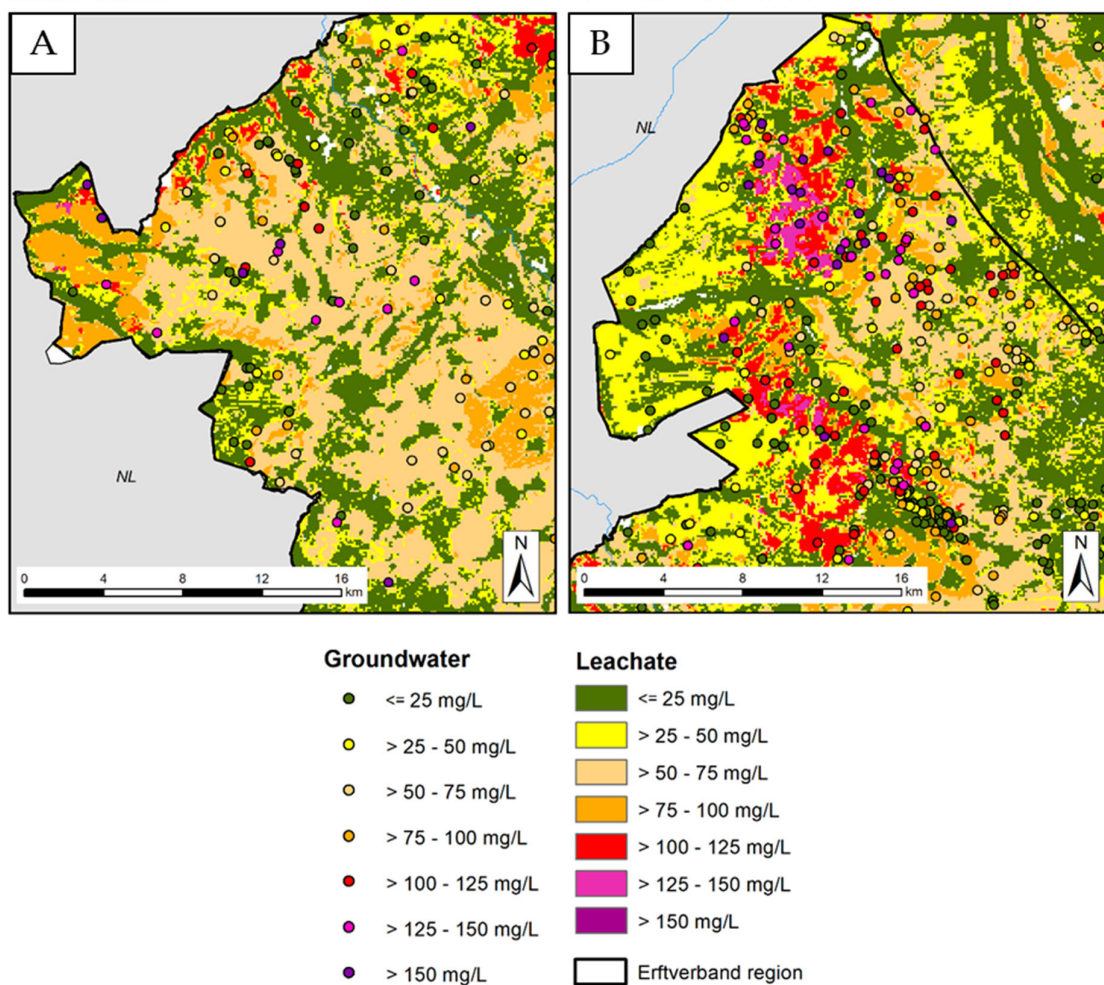 A
B
NL
NL
NL
N
N
0 4 8 12 16
km
0 4 8 12 16
km
Groundwater
<= 25 mg/L
> 25 - 50 mg/L
> 50 - 75 mg/L
> 75 - 100 mg/L
> 100 - 125 mg/L
> 125 - 150 mg/L
> 150 mg/L
Leachate
<= 25 mg/L
> 25 - 50 mg/L
> 50 - 75 mg/L
> 75 - 100 mg/L
> 100 - 125 mg/L
> 125 - 150 mg/L
> 150 mg/L
Erftverband region